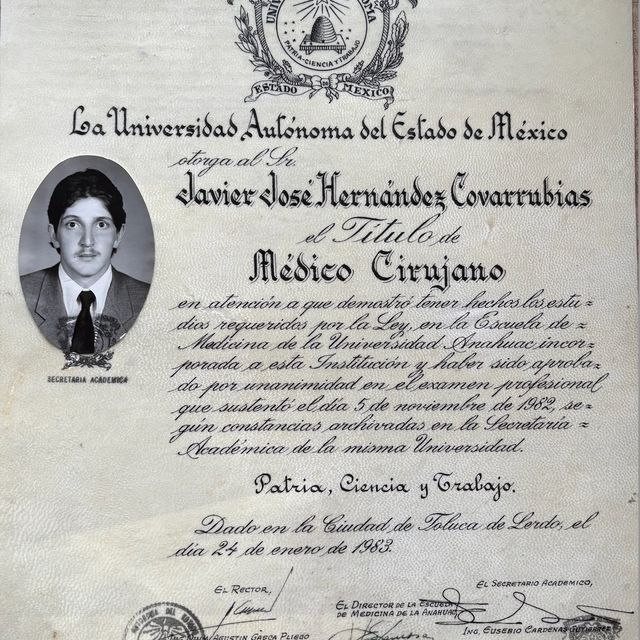 PATRIA·CIENCIA Y TRABAJO
ESTADO DE MEXICO
La Universidad Autónoma del Estado de México
otorga al Sr.
Javier José Hernández Covarrubias
el Título de
Médico Cirujano
en atención a que demostró tener hechos los estu=
dios requeridos por la Ley, en la Escuela de=
Medicina de la Universidad Anahuac incor=
porada a esta Institución y haber sido aproba=
do por unanimidad en el examen profesional
que sustentó el día 5 de noviembre de 1982, se=
gún constancias archivadas en la Secretaría=
Académica de la misma Universidad.
SECRETARIA ACADEMICA
Patria, Ciencia y Trabajo.
Dado en la Ciudad de Toluca de Lerdo, el
día 24 de enero de 1983.
EL RECTOR,
EL DIRECTOR DE LA ESCUELA
DE MEDICINA DE LA ANAHUAC
EL SECRETARIO ACADEMICO,
AGUSTIN GASCA PLIEGO
ING. EUSEBIO CARDENAS GUTIERREZ